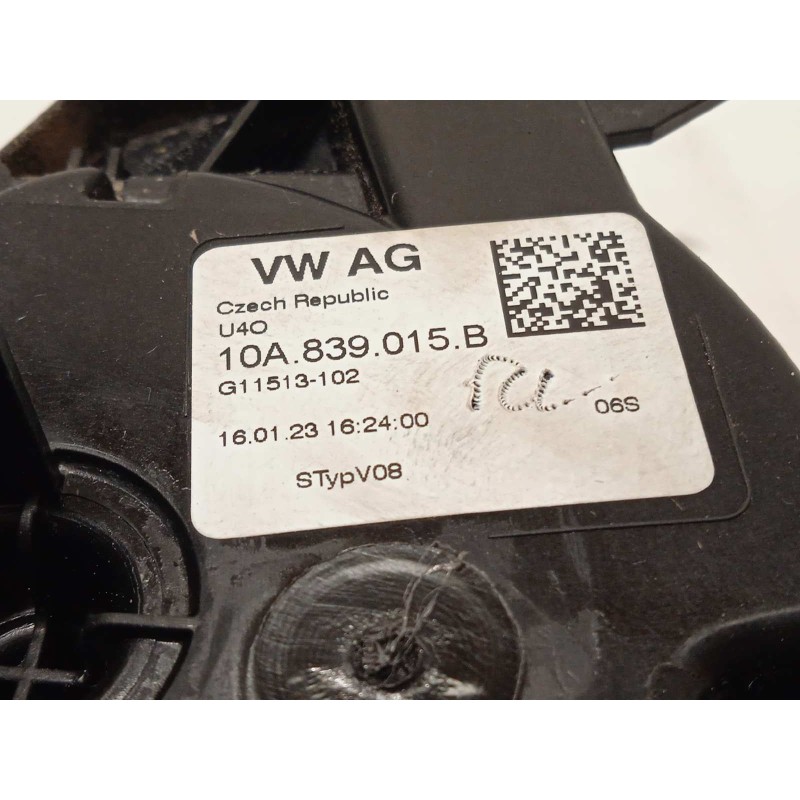 VW AG
Czech Republic
U4O
10A.839.015.B
G11513-102
06S
16.01.23 16:24:00
STypV08